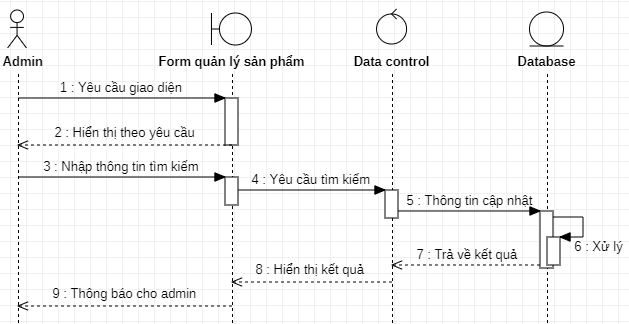 Admin
Form quản lý sản phẩm
Data control
Database
1 : Yêu cầu giao diện
2 : Hiển thị theo yêu cầu
3 : Nhập thông tin tìm kiếm
4 : Yêu cầu tìm kiếm
5 : Thông tin cập nhật
6 : Xử lý
7 : Trả về kết quả
8 : Hiển thị kết quả
9 : Thông báo cho admin